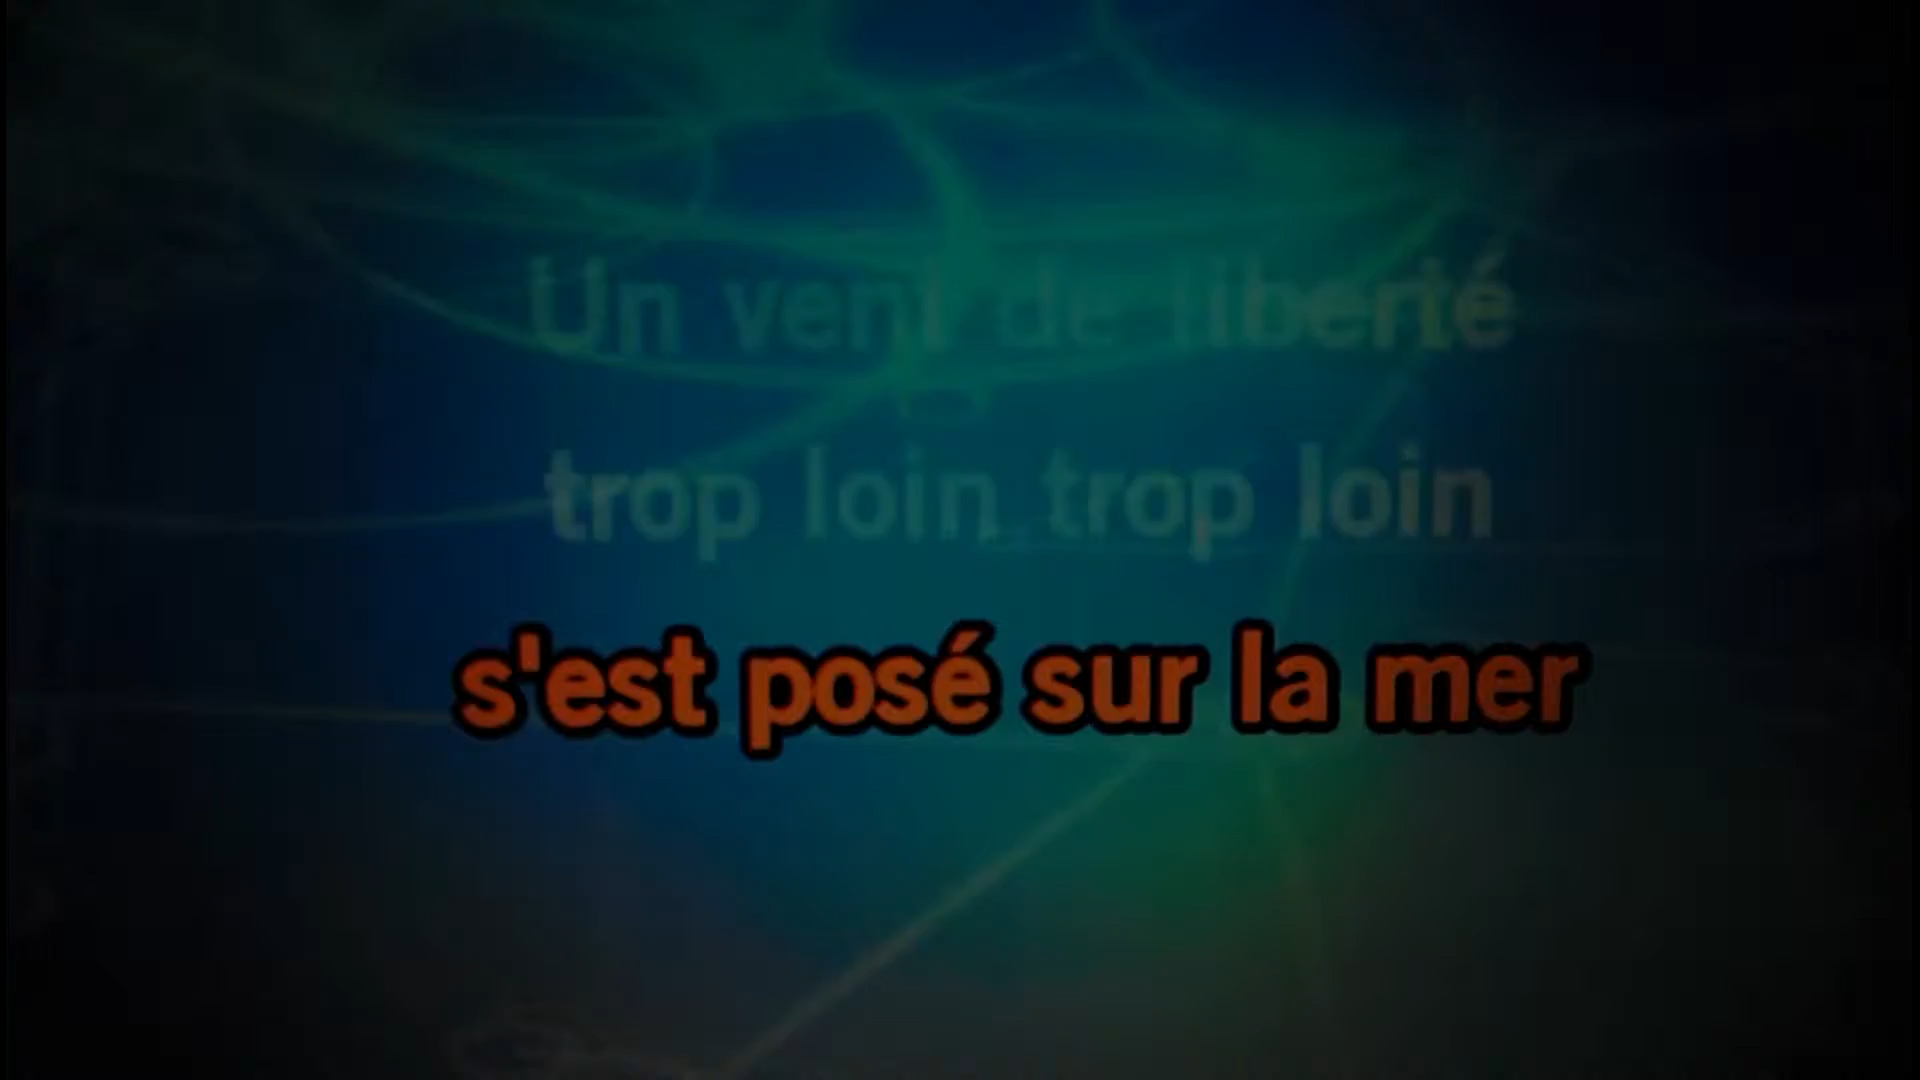 Un vent de liberté
trop loin trop loin
s'est posé sur la mer